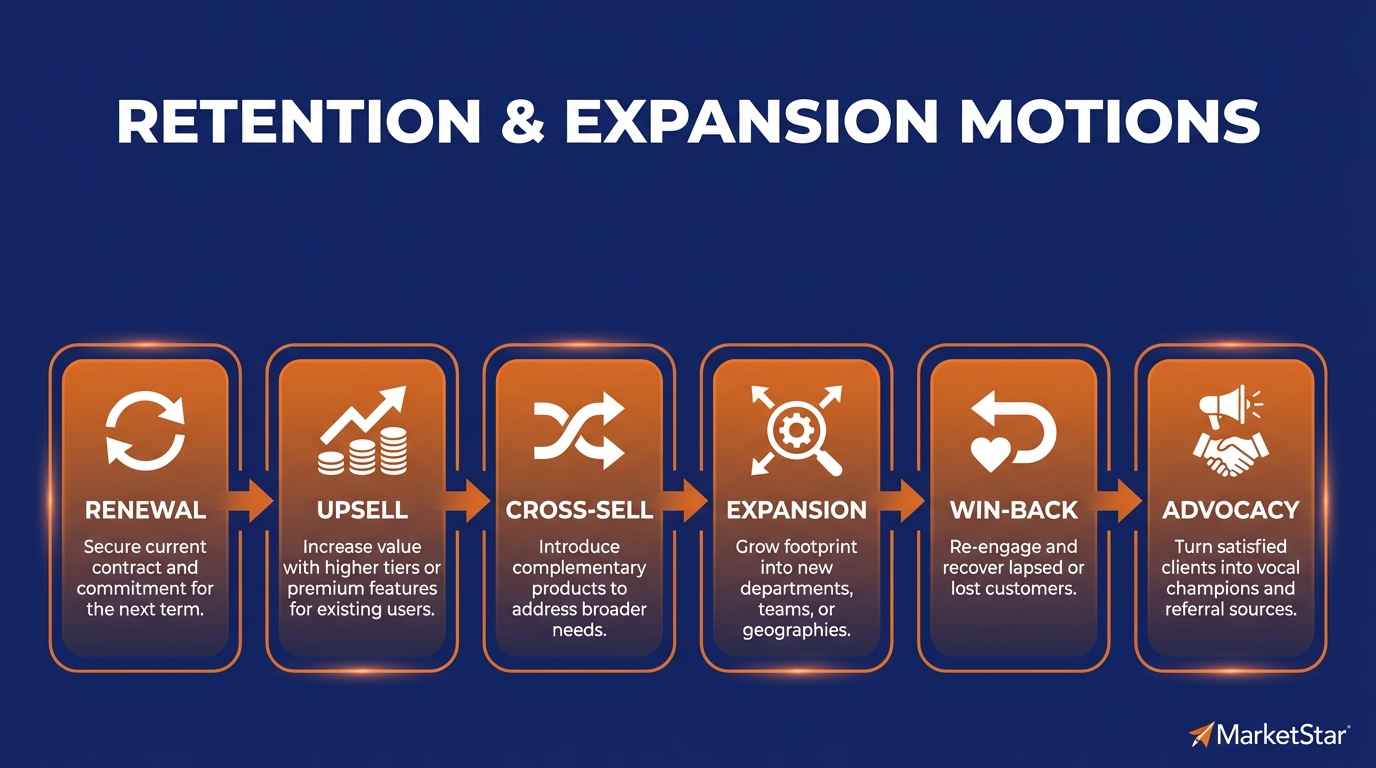 RETENTION & EXPANSION MOTIONS
RENEWAL
Secure current
contract and
commitment for
the next term.
UPSELL
Increase value
with higher tiers or
premium features
for existing users.
CROSS-SELL
Introduce
complementary
products to
address broader
needs.
EXPANSION
Grow footprint
into new
departments,
teams, or
geographies.
WIN-BACK
Re-engage and
recover lapsed or
lost customers.
ADVOCACY
Turn satisfied
clients into vocal
champions and
referral sources.
MarketStar